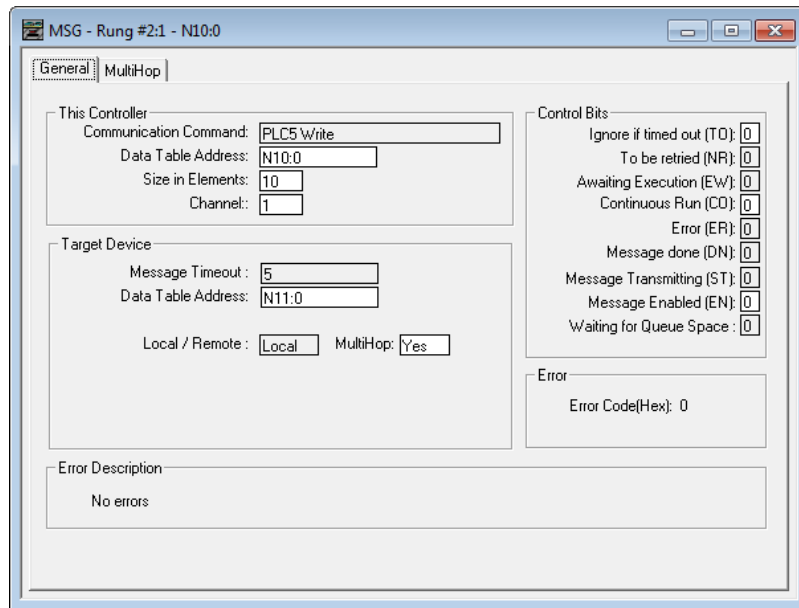 MSG - Rung #2:1 - N10:0
General MultiHop
This Controller
Communication Command: PLC5 Write
Data Table Address: N10:0
Size in Elements: 10
Channel:: 1
Target Device
Message Timeout : 5
Data Table Address: N11:0
Local / Remote : Local MultiHop: Yes
Control Bits
Ignore if timed out (TO): 0
To be retried (NR): 0
Awaiting Execution (EW): 0
Continuous Run (CO): 0
Error (ER): 0
Message done (DN): 0
Message Transmitting (ST): 0
Message Enabled (EN): 0
Waiting for Queue Space : 0
Error
Error Code(Hex): 0
Error Description
No errors